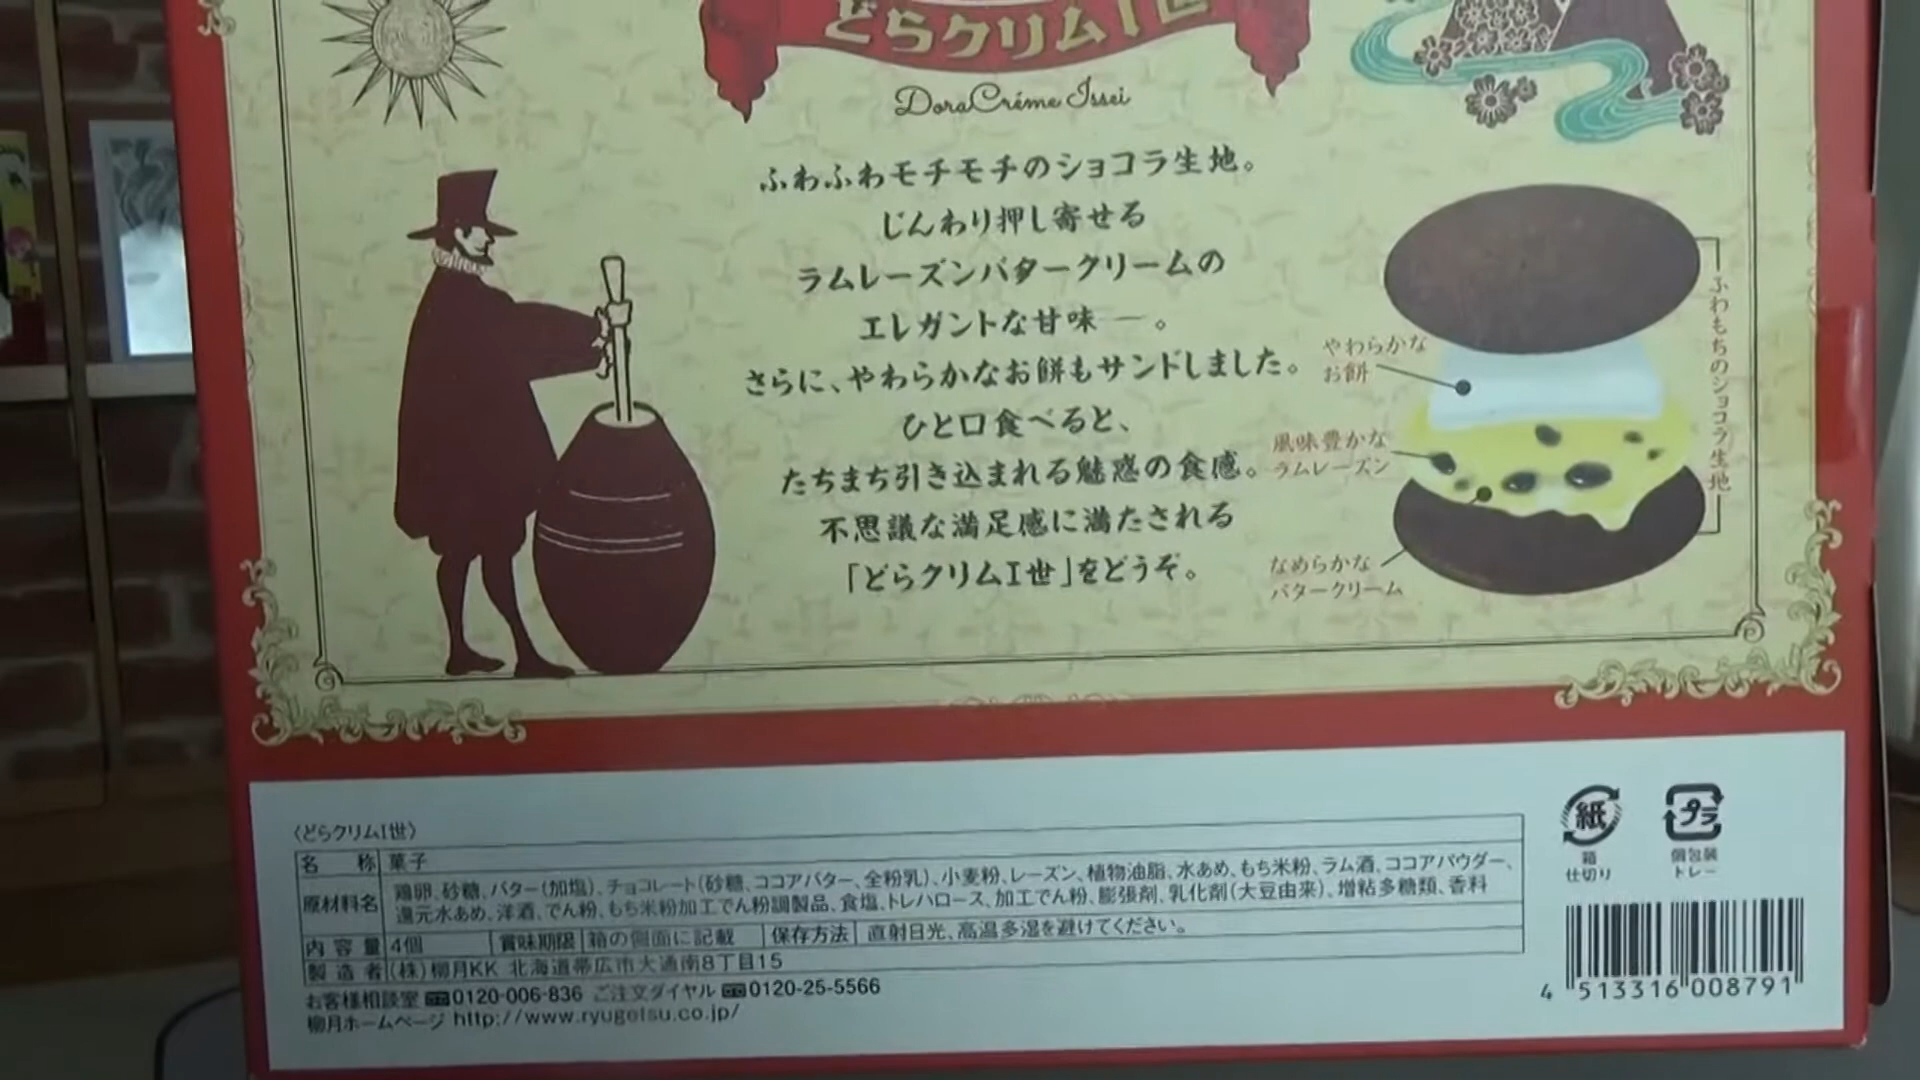 どらクリムI世
DoraCréme Issei
ふわふわモチモチのショコラ生地。
じんわり押し寄せる
ラムレーズンバタークリームの
エレガントな甘味―。
さらに、やわらかなお餅もサンドしました。
ひと口食べると、
たちまち引き込まれる魅惑の食感。
不思議な満足感に満たされる
「どらクリムI世」をどうぞ。
やわらかな
お餅
風味豊かな
ラムレーズン
なめらかな
バタークリーム
ふわもちのショコラ生地
〈どらクリムI世〉
名称 菓子
原材料名 鶏卵、砂糖、バター(加塩)、チョコレート(砂糖、ココアバター、全粉乳)、小麦粉、レーズン、植物油脂、水あめ、もち米粉、ラム酒、ココアパウダー、
還元水あめ、洋酒、でん粉、もち米粉加工でん粉調製品、食塩、トレハロース、加工でん粉、膨張剤、乳化剤(大豆由来)、増粘多糖類、香料
内容量 4個 賞味期限 箱の側面に記載 保存方法 直射日光、高温多湿を避けてください。
製造者 (株)柳月KK 北海道帯広市大通南8丁目15
お客様相談室 0120-006-836 ご注文ダイヤル 0120-25-5566
柳月ホームページ http://www.ryugetsu.co.jp/
紙
箱
仕切り
プラ
個包装
トレー
4 513316 008791